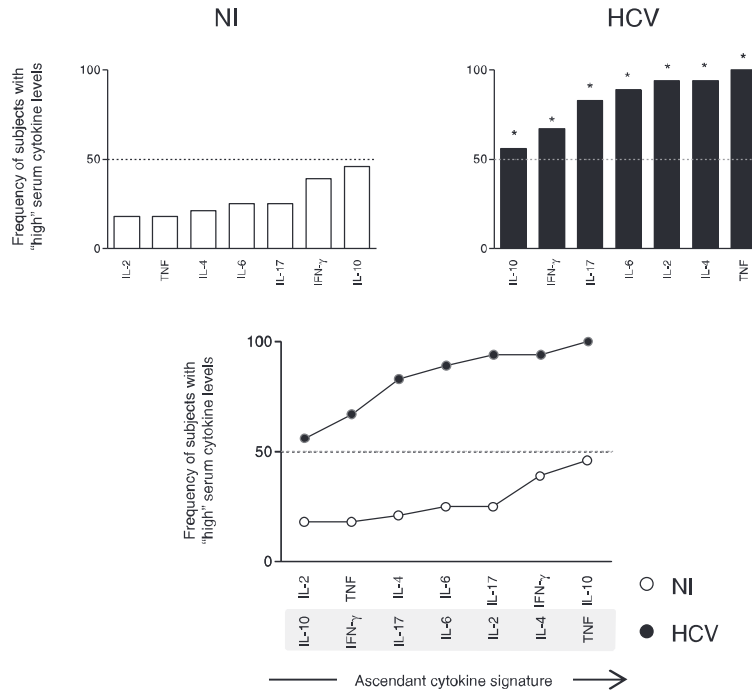 NI
HCV
Frequency of subjects with
"high" serum cytokine levels
100
50
0
IL-2 TNF IL-4 IL-6 IL-17 IFN-γ IL-10
100
50
0
* * * * * * *
IL-10 IFN-γ IL-17 IL-6 IL-2 IL-4 TNF
Frequency of subjects with
"high" serum cytokine levels
100
50
0
IL-2 TNF IL-4 IL-6 IL-17 IFN-γ IL-10
IL-10 IFN-γ IL-17 IL-6 IL-2 IL-4 TNF
NI
HCV
Ascendant cytokine signature